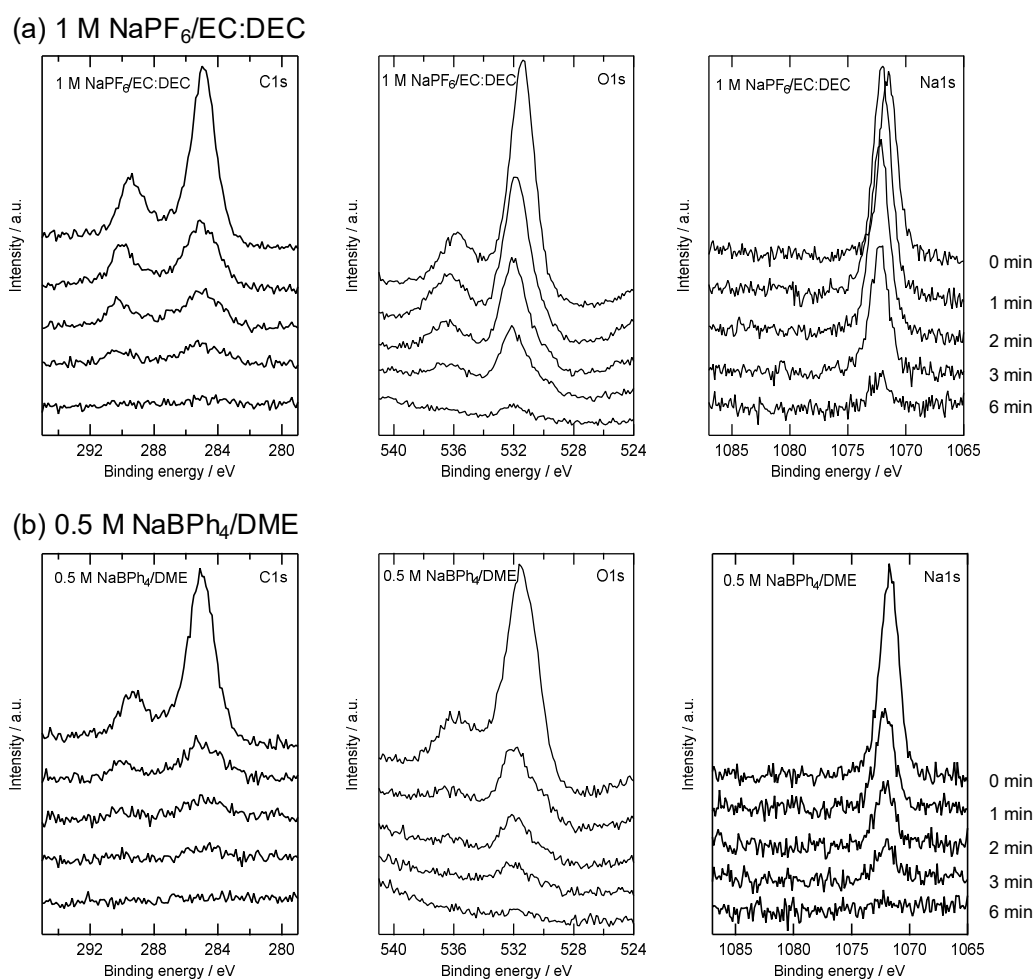 (a) 1 M NaPF₆/EC:DEC
1 M NaPF₆/EC:DEC C1s
Intensity / a.u.
292 288 284 280
Binding energy / eV
1 M NaPF₆/EC:DEC O1s
Intensity / a.u.
540 536 532 528 524
Binding energy / eV
1 M NaPF₆/EC:DEC Na1s
Intensity / a.u.
0 min
1 min
2 min
3 min
6 min
1085 1080 1075 1070 1065
Binding energy / eV
(b) 0.5 M NaBPh₄/DME
0.5 M NaBPh₄/DME C1s
Intensity / a.u.
292 288 284 280
Binding energy / eV
0.5 M NaBPh₄/DME O1s
Intensity / a.u.
540 536 532 528 524
Binding energy / eV
0.5 M NaBPh₄/DME Na1s
Intensity / a.u.
0 min
1 min
2 min
3 min
6 min
1085 1080 1075 1070 1065
Binding energy / eV